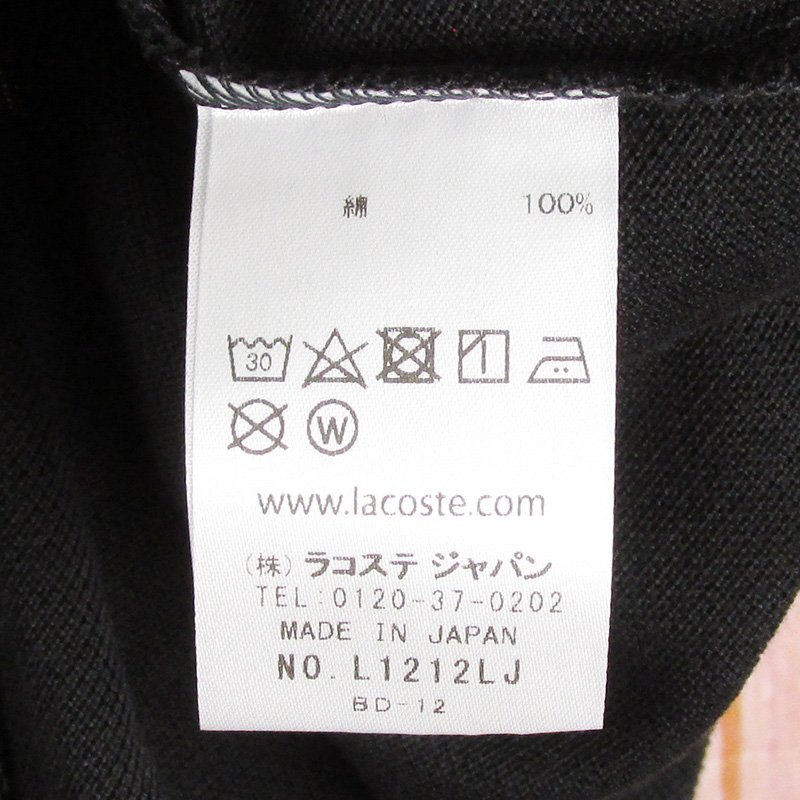 綿 100%
30
W
www.lacoste.com
(株) ラコステ ジャパン
TEL:0120-37-0202
MADE IN JAPAN
NO. L1212LJ
BD-12